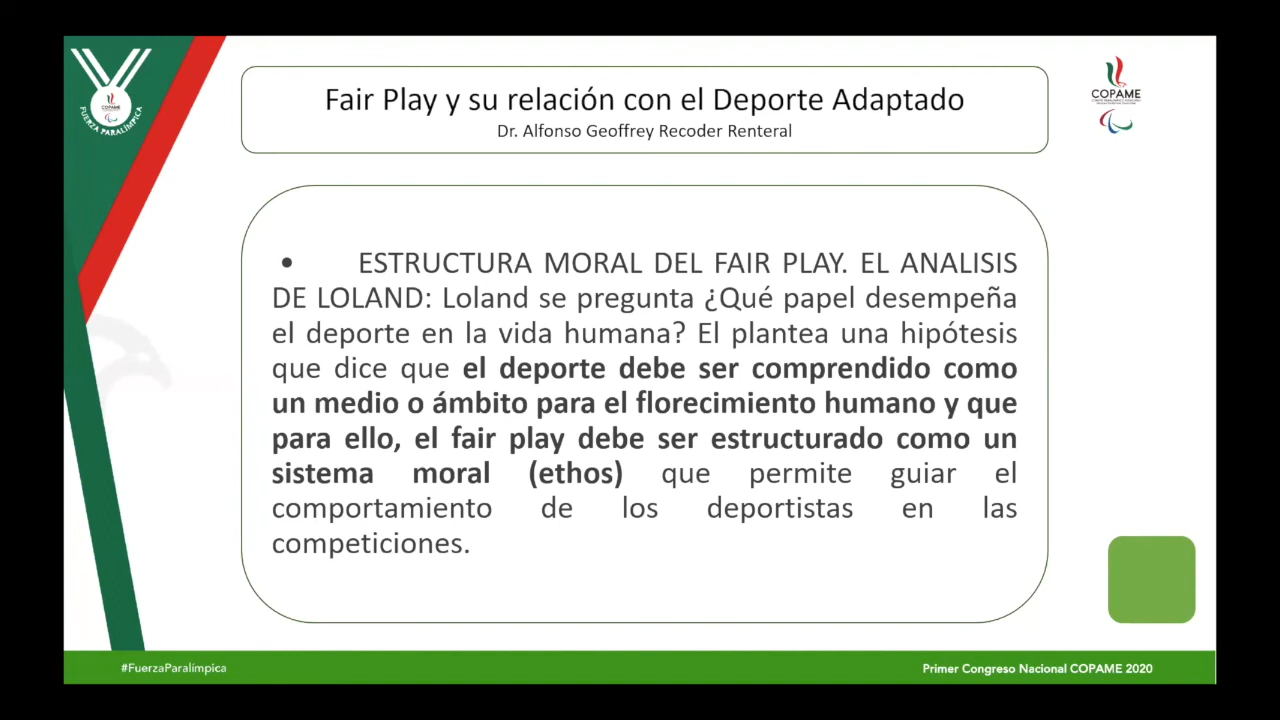 FUERZA PARALÍMPICA
COPAME
COPAME
Fair Play y su relación con el Deporte Adaptado
Dr. Alfonso Geoffrey Recoder Renteral
• ESTRUCTURA MORAL DEL FAIR PLAY. EL ANALISIS
DE LOLAND: Loland se pregunta ¿Qué papel desempeña
el deporte en la vida humana? El plantea una hipótesis
que dice que el deporte debe ser comprendido como
un medio o ámbito para el florecimiento humano y que
para ello, el fair play debe ser estructurado como un
sistema moral (ethos) que permite guiar el
comportamiento de los deportistas en las
competiciones.
#FuerzaParalímpica
Primer Congreso Nacional COPAME 2020